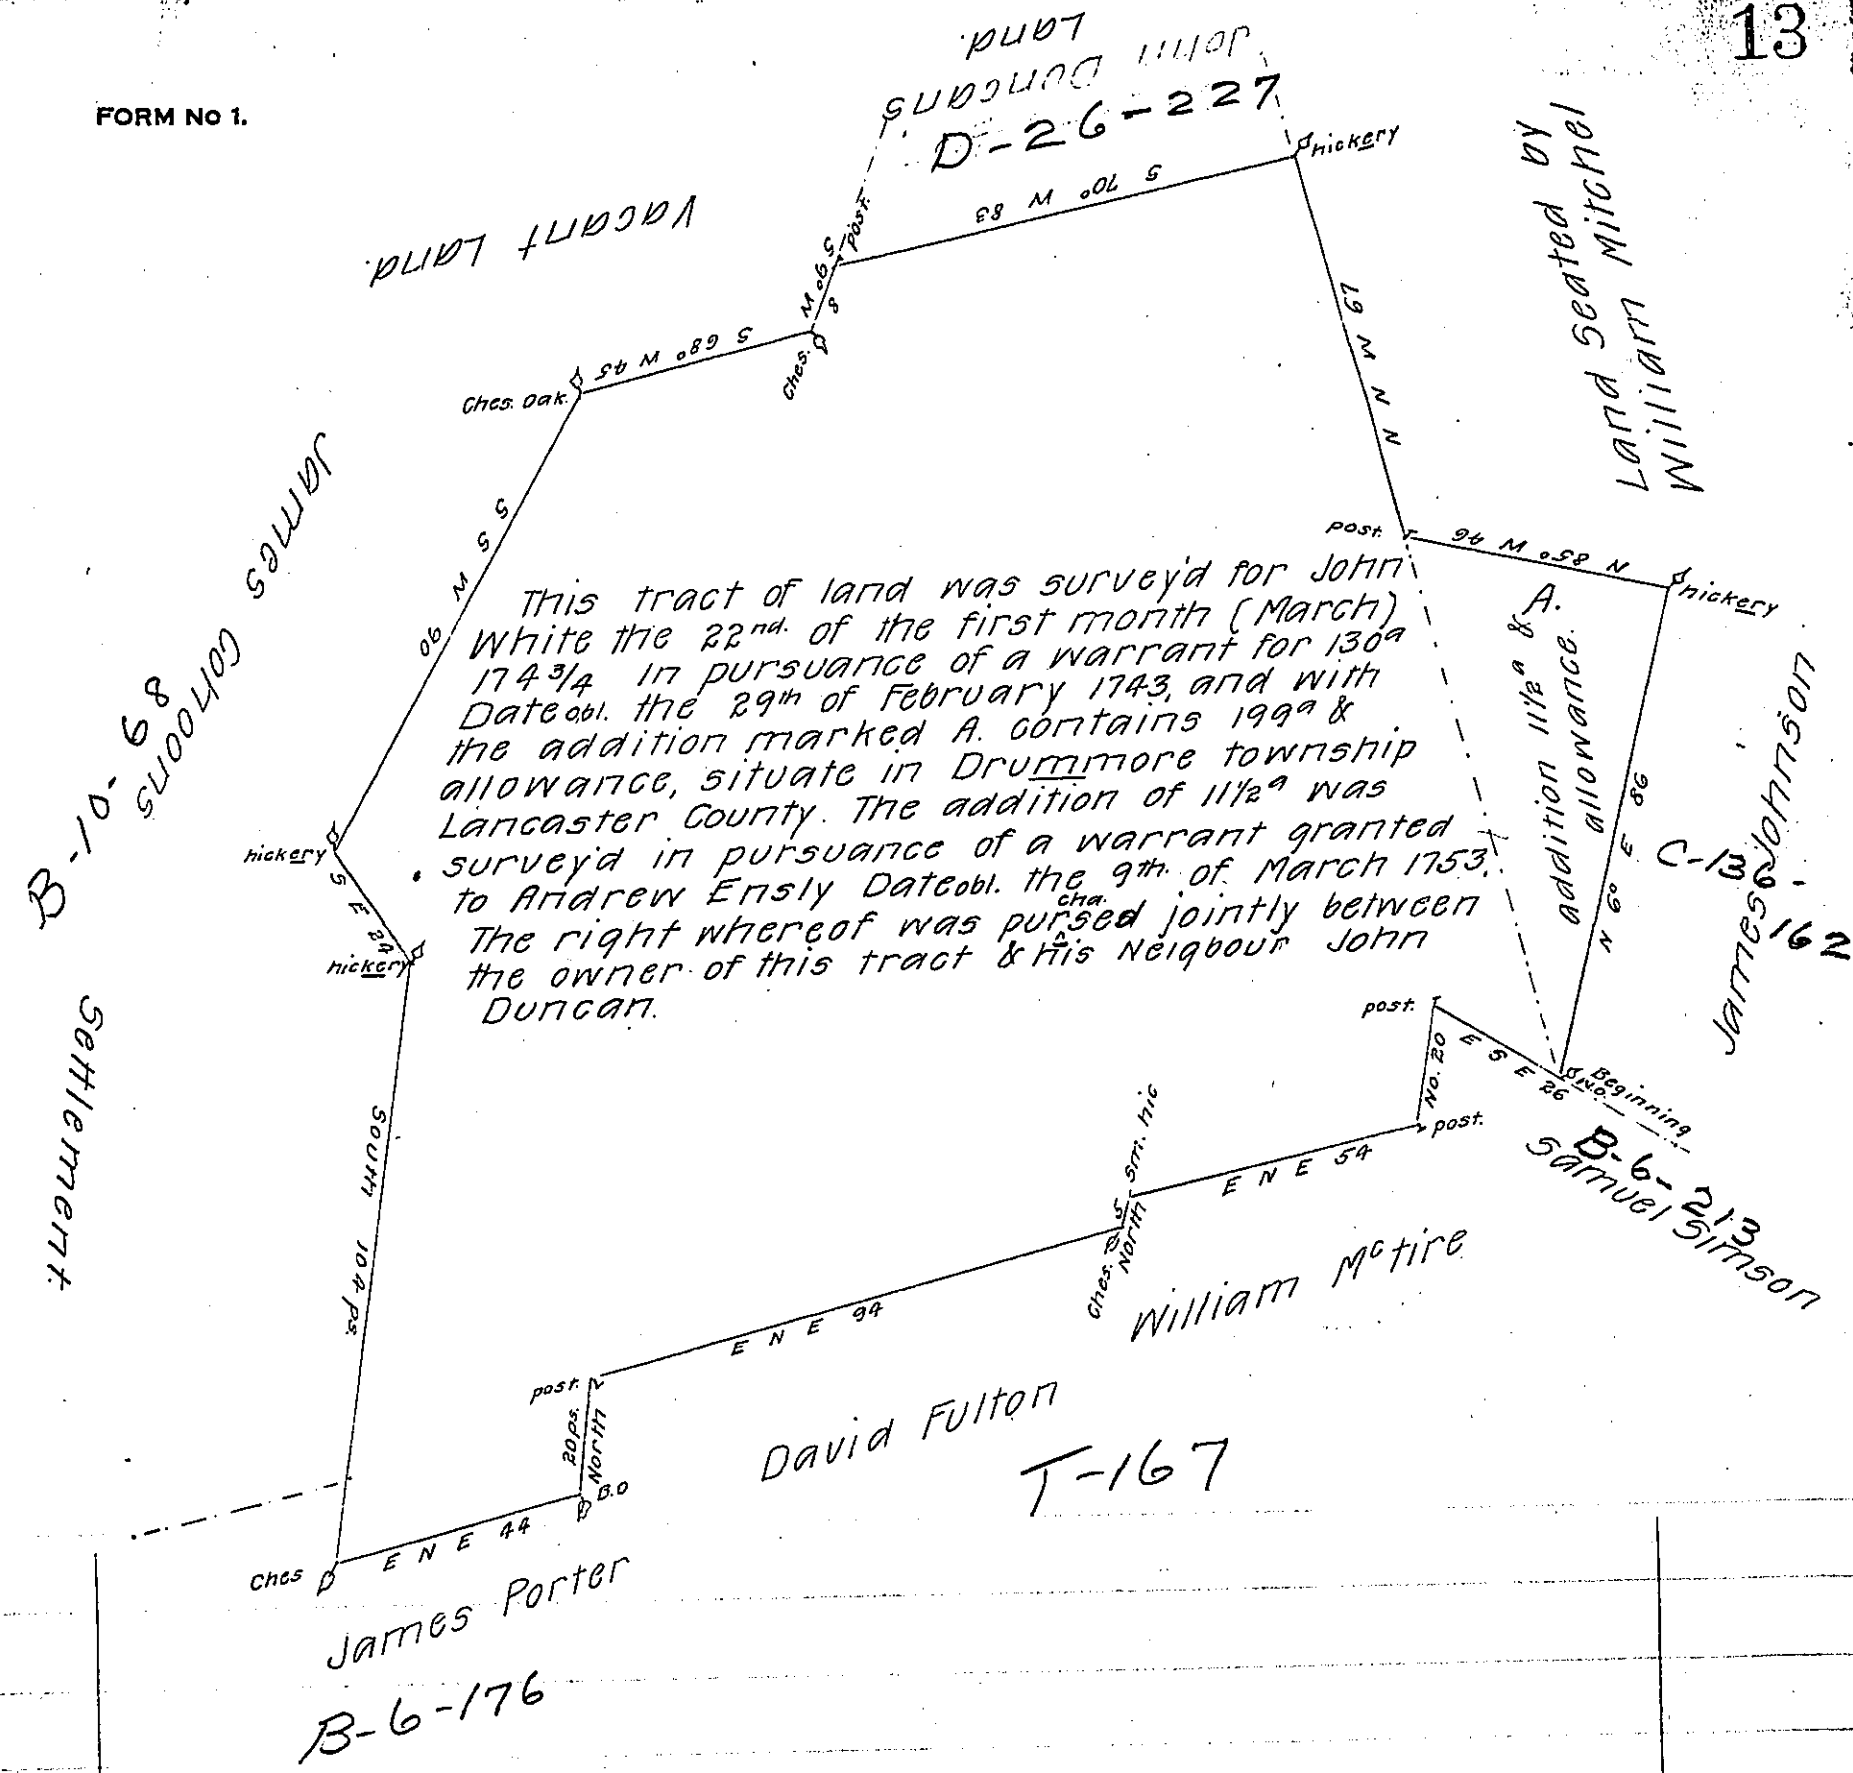 13
FORM No 1.
John Duncans
Land.
D-26-227
Vacant Land.
Land seated by
William Mitchel
hickery
S 70° W 83
post.
S 9° W 8
Ches.
S 68° W 45
Ches. Oak.
N N W 67
post.
N 85° W 46
hickery
S S W 90
James Cohoons
Settlement.
B-10-68
This tract of land was survey'd for John
White the 22nd. of the first month (March)
174 3/4 in pursuance of a warrant for 130a
Date obl. the 29th of February 1743, and with
the addition marked A. contains 199a &
allowance, situate in Drummore township
Lancaster County. The addition of 11½a was
survey'd in pursuance of a warrant granted
to Andrew Ensly Date obl. the 9th. of March 1753.
The right whereof was pursed jointly between
cha.
the owner of this tract & his Neigbour John
Duncan.
A.
addition 11½a &
allowance.
N 6° E 86
C-136-162
James Johnson
hickery
S E 24
hickery
South 104 ps.
post.
E S E 26
Beginning
W.O.
No. 20
post.
B-6-213
Samuel Simson
E N E 54
Sm. hic
North 5
Ches.
William McTire
E N E 94
post.
20 ps.
North
B.O
David Fulton
T-167
E N E 44
Ches
James Porter
B-6-176